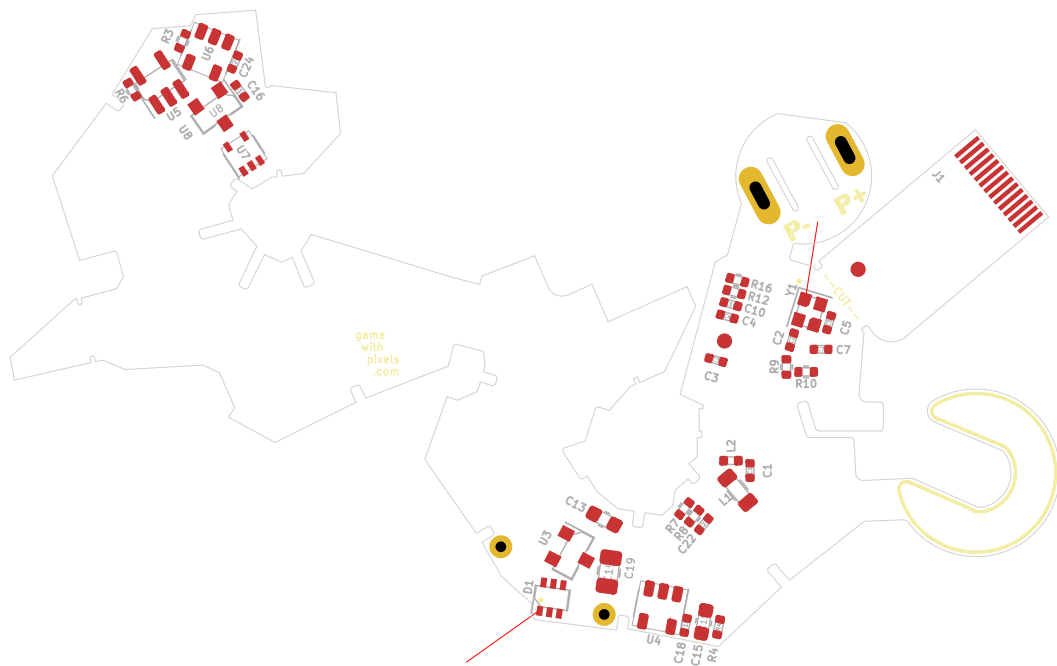 R3
U6
C24
R6
C16
U5
U8
U8
U7
J1
P+
P-
--CUT--
Y1
R16
R12
C10
C4
C5
C2
C7
C3
R9
R10
game
with
pixels
.com
L2
C1
L1
C13
R7
R8
C22
U3
C19
D1
U4
C18
C15
R4